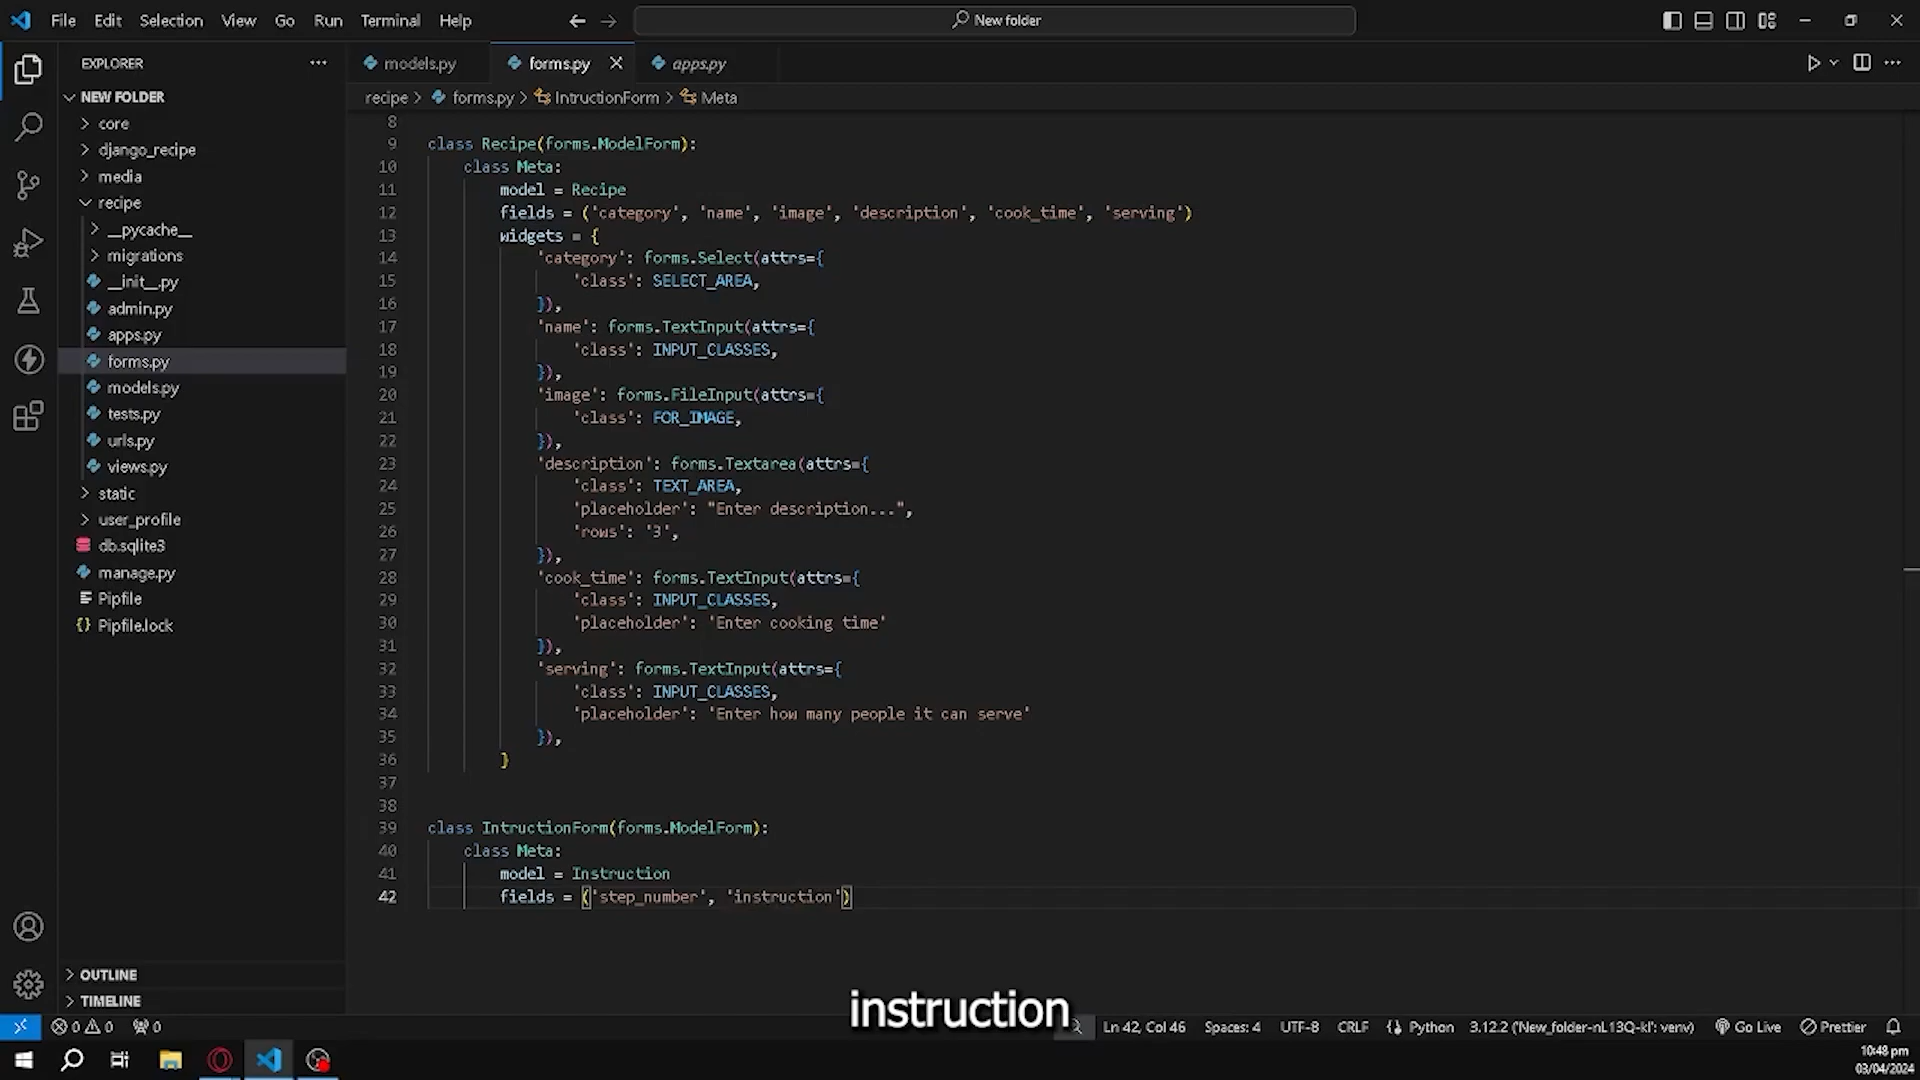 File Edit Selection View Go Run Terminal Help
New folder
EXPLORER
NEW FOLDER
core
django_recipe
media
recipe
__pycache__
migrations
__init__.py
admin.py
apps.py
forms.py
models.py
tests.py
urls.py
views.py
static
user_profile
db.sqlite3
manage.py
Pipfile
Pipfile.lock
OUTLINE
TIMELINE
models.py forms.py apps.py
recipe > forms.py > IntructionForm > Meta
8
9 class Recipe(forms.ModelForm):
10 class Meta:
11 model = Recipe
12 fields = ('category', 'name', 'image', 'description', 'cook_time', 'serving')
13 widgets = {
14 'category': forms.Select(attrs={
15 'class': SELECT_AREA,
16 }),
17 'name': forms.TextInput(attrs={
18 'class': INPUT_CLASSES,
19 }),
20 'image': forms.FileInput(attrs={
21 'class': FOR_IMAGE,
22 }),
23 'description': forms.Textarea(attrs={
24 'class': TEXT_AREA,
25 'placeholder': "Enter description...",
26 'rows': '3',
27 }),
28 'cook_time': forms.TextInput(attrs={
29 'class': INPUT_CLASSES,
30 'placeholder': 'Enter cooking time'
31 }),
32 'serving': forms.TextInput(attrs={
33 'class': INPUT_CLASSES,
34 'placeholder': 'Enter how many people it can serve'
35 }),
36 }
37
38
39 class IntructionForm(forms.ModelForm):
40 class Meta:
41 model = Instruction
42 fields = ('step_number', 'instruction')
instruction
0 0 0 Ln 42, Col 46 Spaces: 4 UTF-8 CRLF Python 3.12.2 ('New_folder-nL13Q-kl': venv) Go Live Prettier
10:48 pm
03/04/2024